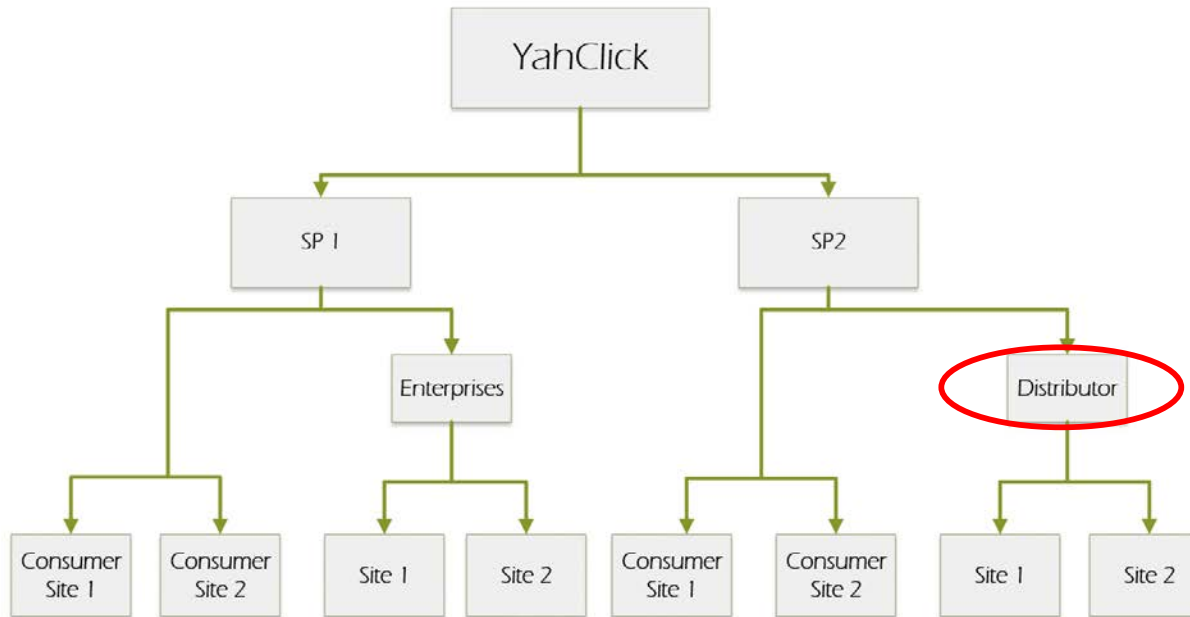 YahClick
SP 1
SP2
Enterprises
Distributor
Consumer
Site 1
Consumer
Site 2
Site 1
Site 2
Consumer
Site 1
Consumer
Site 2
Site 1
Site 2